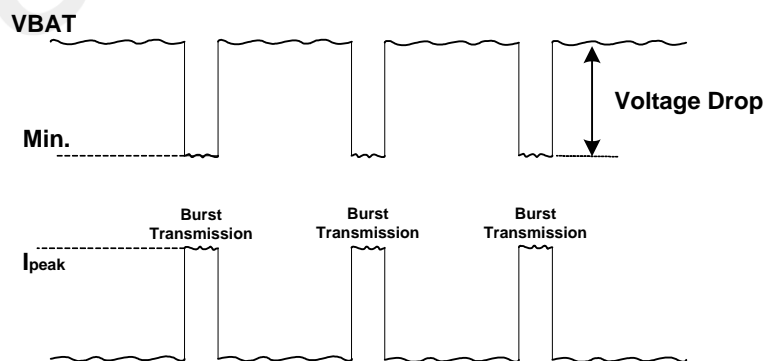 VBAT
Voltage Drop
Min.
Burst
Transmission
Burst
Transmission
Burst
Transmission
Ipeak